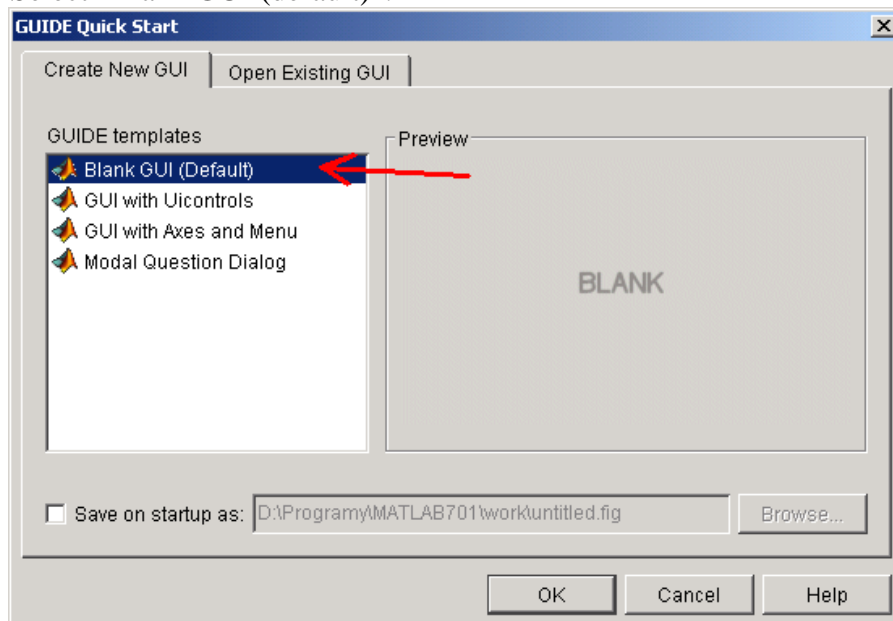 GUIDE Quick Start
Create New GUI
Open Existing GUI
GUIDE templates
Preview
Blank GUI (Default)
GUI with Uicontrols
GUI with Axes and Menu
Modal Question Dialog
BLANK
Save on startup as:
D:\Programy\MATLAB701\work\untitled.fig
Browse...
OK
Cancel
Help